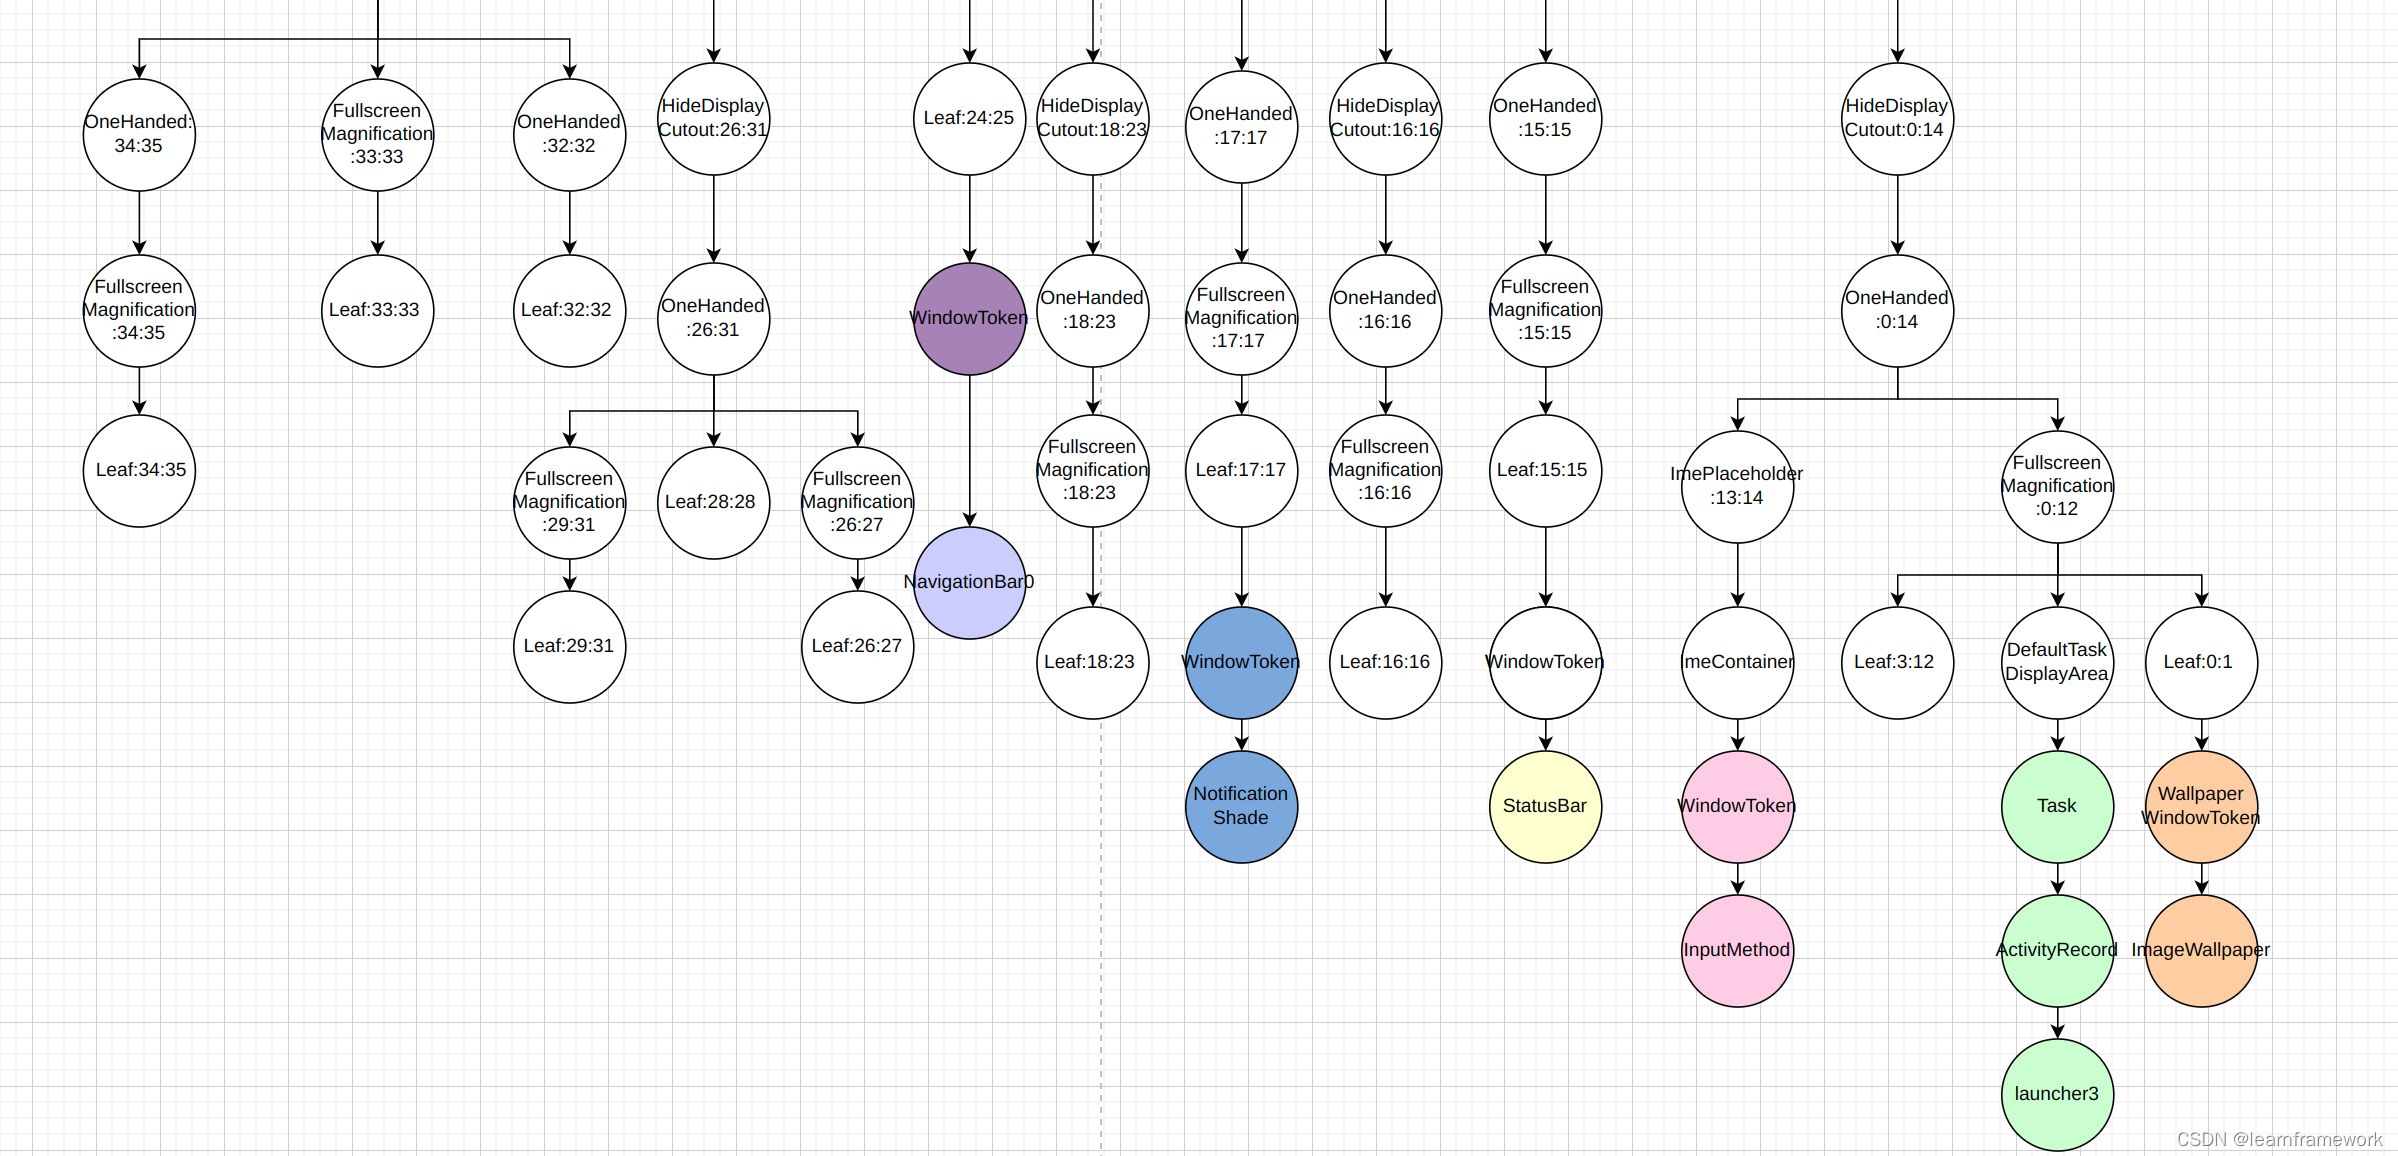 OneHanded:
34:35
Fullscreen
Magnification
:33:33
OneHanded
:32:32
HideDisplay
Cutout:26:31
Leaf:24:25
HideDisplay
Cutout:18:23
OneHanded
:17:17
HideDisplay
Cutout:16:16
OneHanded
:15:15
HideDisplay
Cutout:0:14
Fullscreen
Magnification
:34:35
Leaf:33:33
Leaf:32:32
OneHanded
:26:31
WindowToken
OneHanded
:18:23
Fullscreen
Magnification
:17:17
OneHanded
:16:16
Fullscreen
Magnification
:15:15
OneHanded
:0:14
Leaf:34:35
Fullscreen
Magnification
:29:31
Leaf:28:28
Fullscreen
Magnification
:26:27
Fullscreen
Magnification
:18:23
Leaf:17:17
Fullscreen
Magnification
:16:16
Leaf:15:15
ImePlaceholder
:13:14
Fullscreen
Magnification
:0:12
NavigationBar0
Leaf:29:31
Leaf:26:27
Leaf:18:23
WindowToken
Leaf:16:16
WindowToken
ImeContainer
Leaf:3:12
DefaultTask
DisplayArea
Leaf:0:1
Notification
Shade
StatusBar
WindowToken
Task
Wallpaper
WindowToken
InputMethod
ActivityRecord
ImageWallpaper
launcher3
CSDN @learnframework